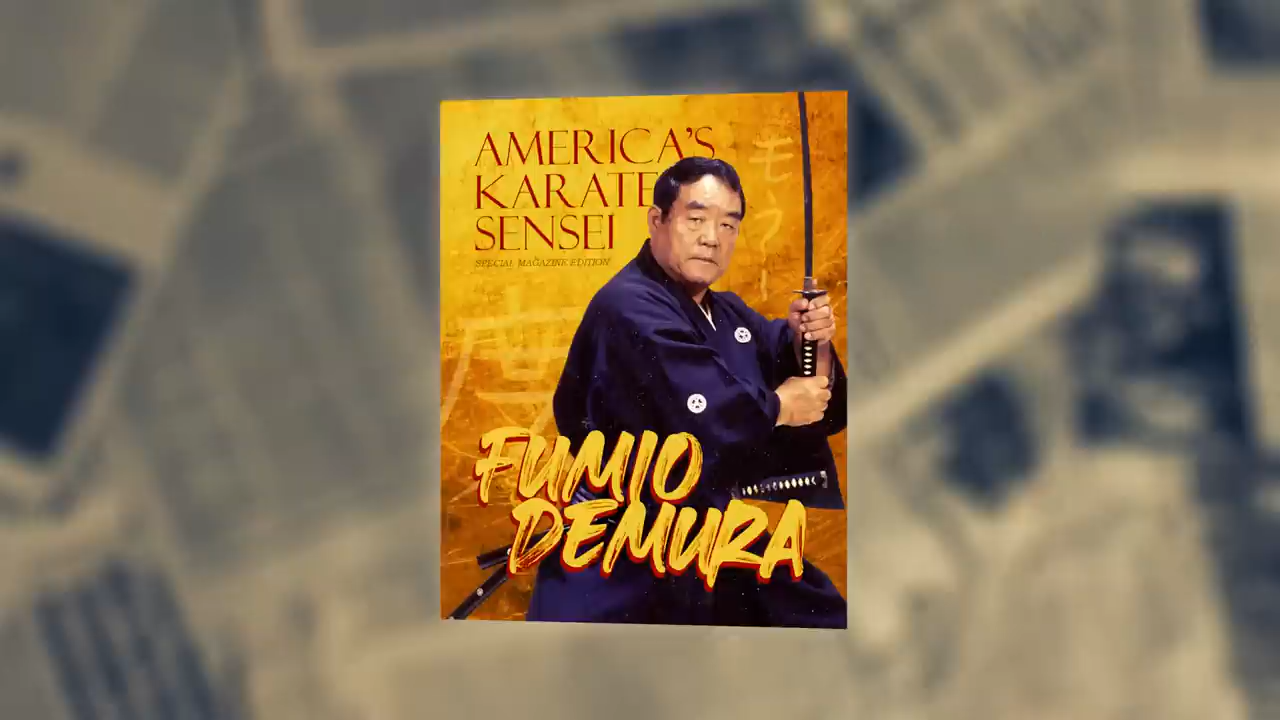 AMERICA'S
KARATE
SENSEI
SPECIAL MAGAZINE EDITION
FUMIO
DEMURA